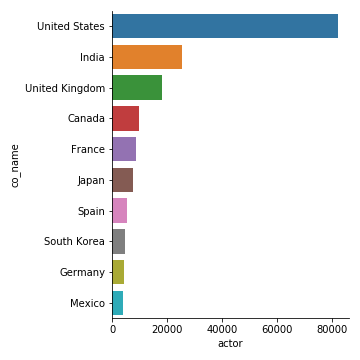 United States
India
United Kingdom
Canada
France
Japan
Spain
South Korea
Germany
Mexico
co_name
0 20000 40000 60000 80000
actor